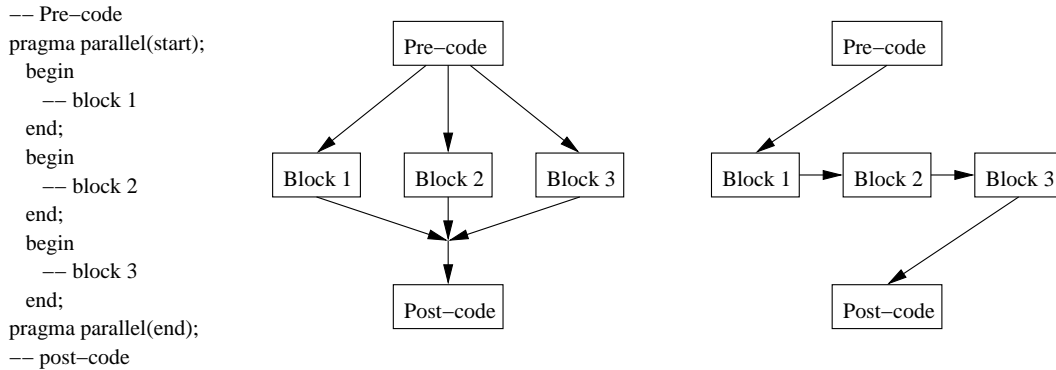 −− Pre−code
pragma parallel(start);
begin
−− block 1
end;
begin
−− block 2
end;
begin
−− block 3
end;
pragma parallel(end);
−− post−code
Pre−code
Block 1
Block 2
Block 3
Post−code
Pre−code
Block 1
Block 2
Block 3
Post−code